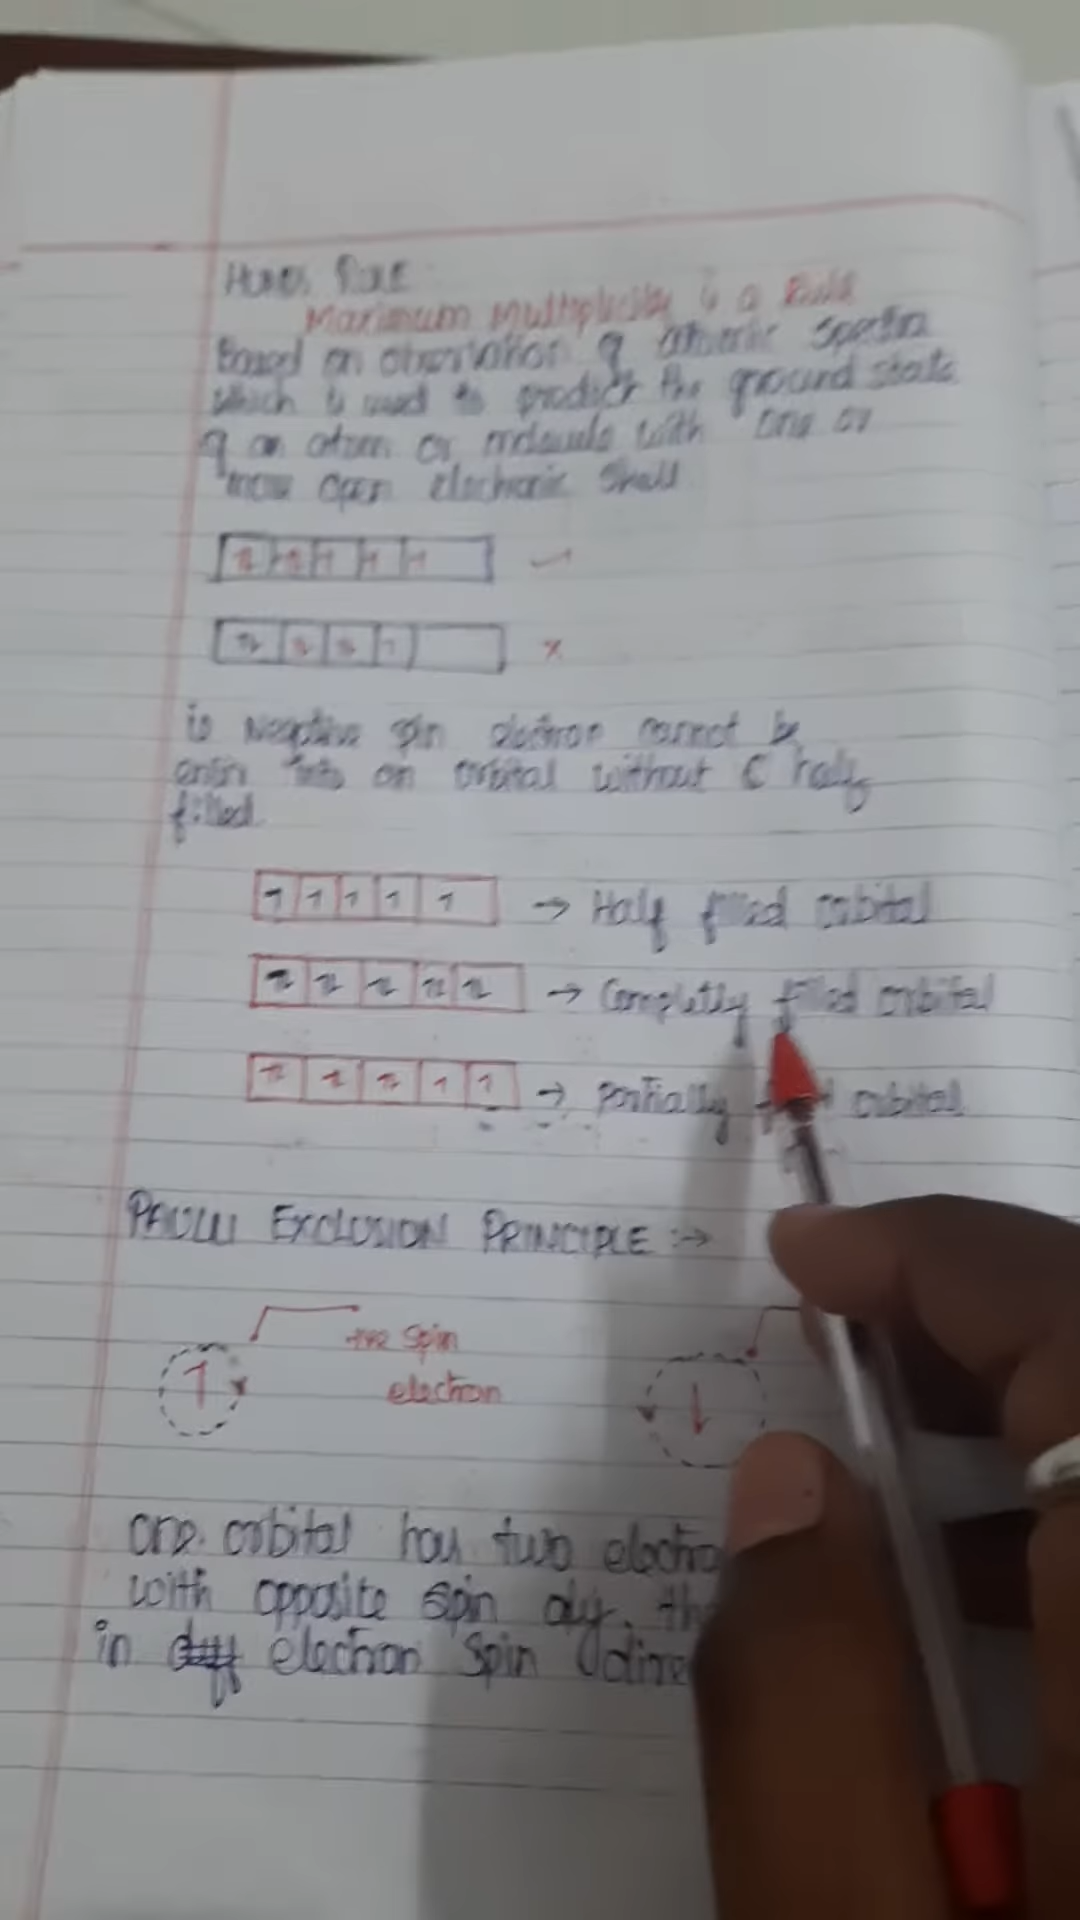 HUNDS RULE:
Maximum Multiplicity is a Rule
Based on observation of atomic spectra
which is used to predict the ground state
of an atom or molecule with one or
more open electronic shell
is Negative spin electron cannot be
enter into an orbital without C half
filled.
→ Half filled orbital
→ Completly filled orbital
→ partially orbital
PAULI EXCLUSION PRINCIPLE :→
+ve spin
electron
one orbital has two
with opposite spin
in electron spin